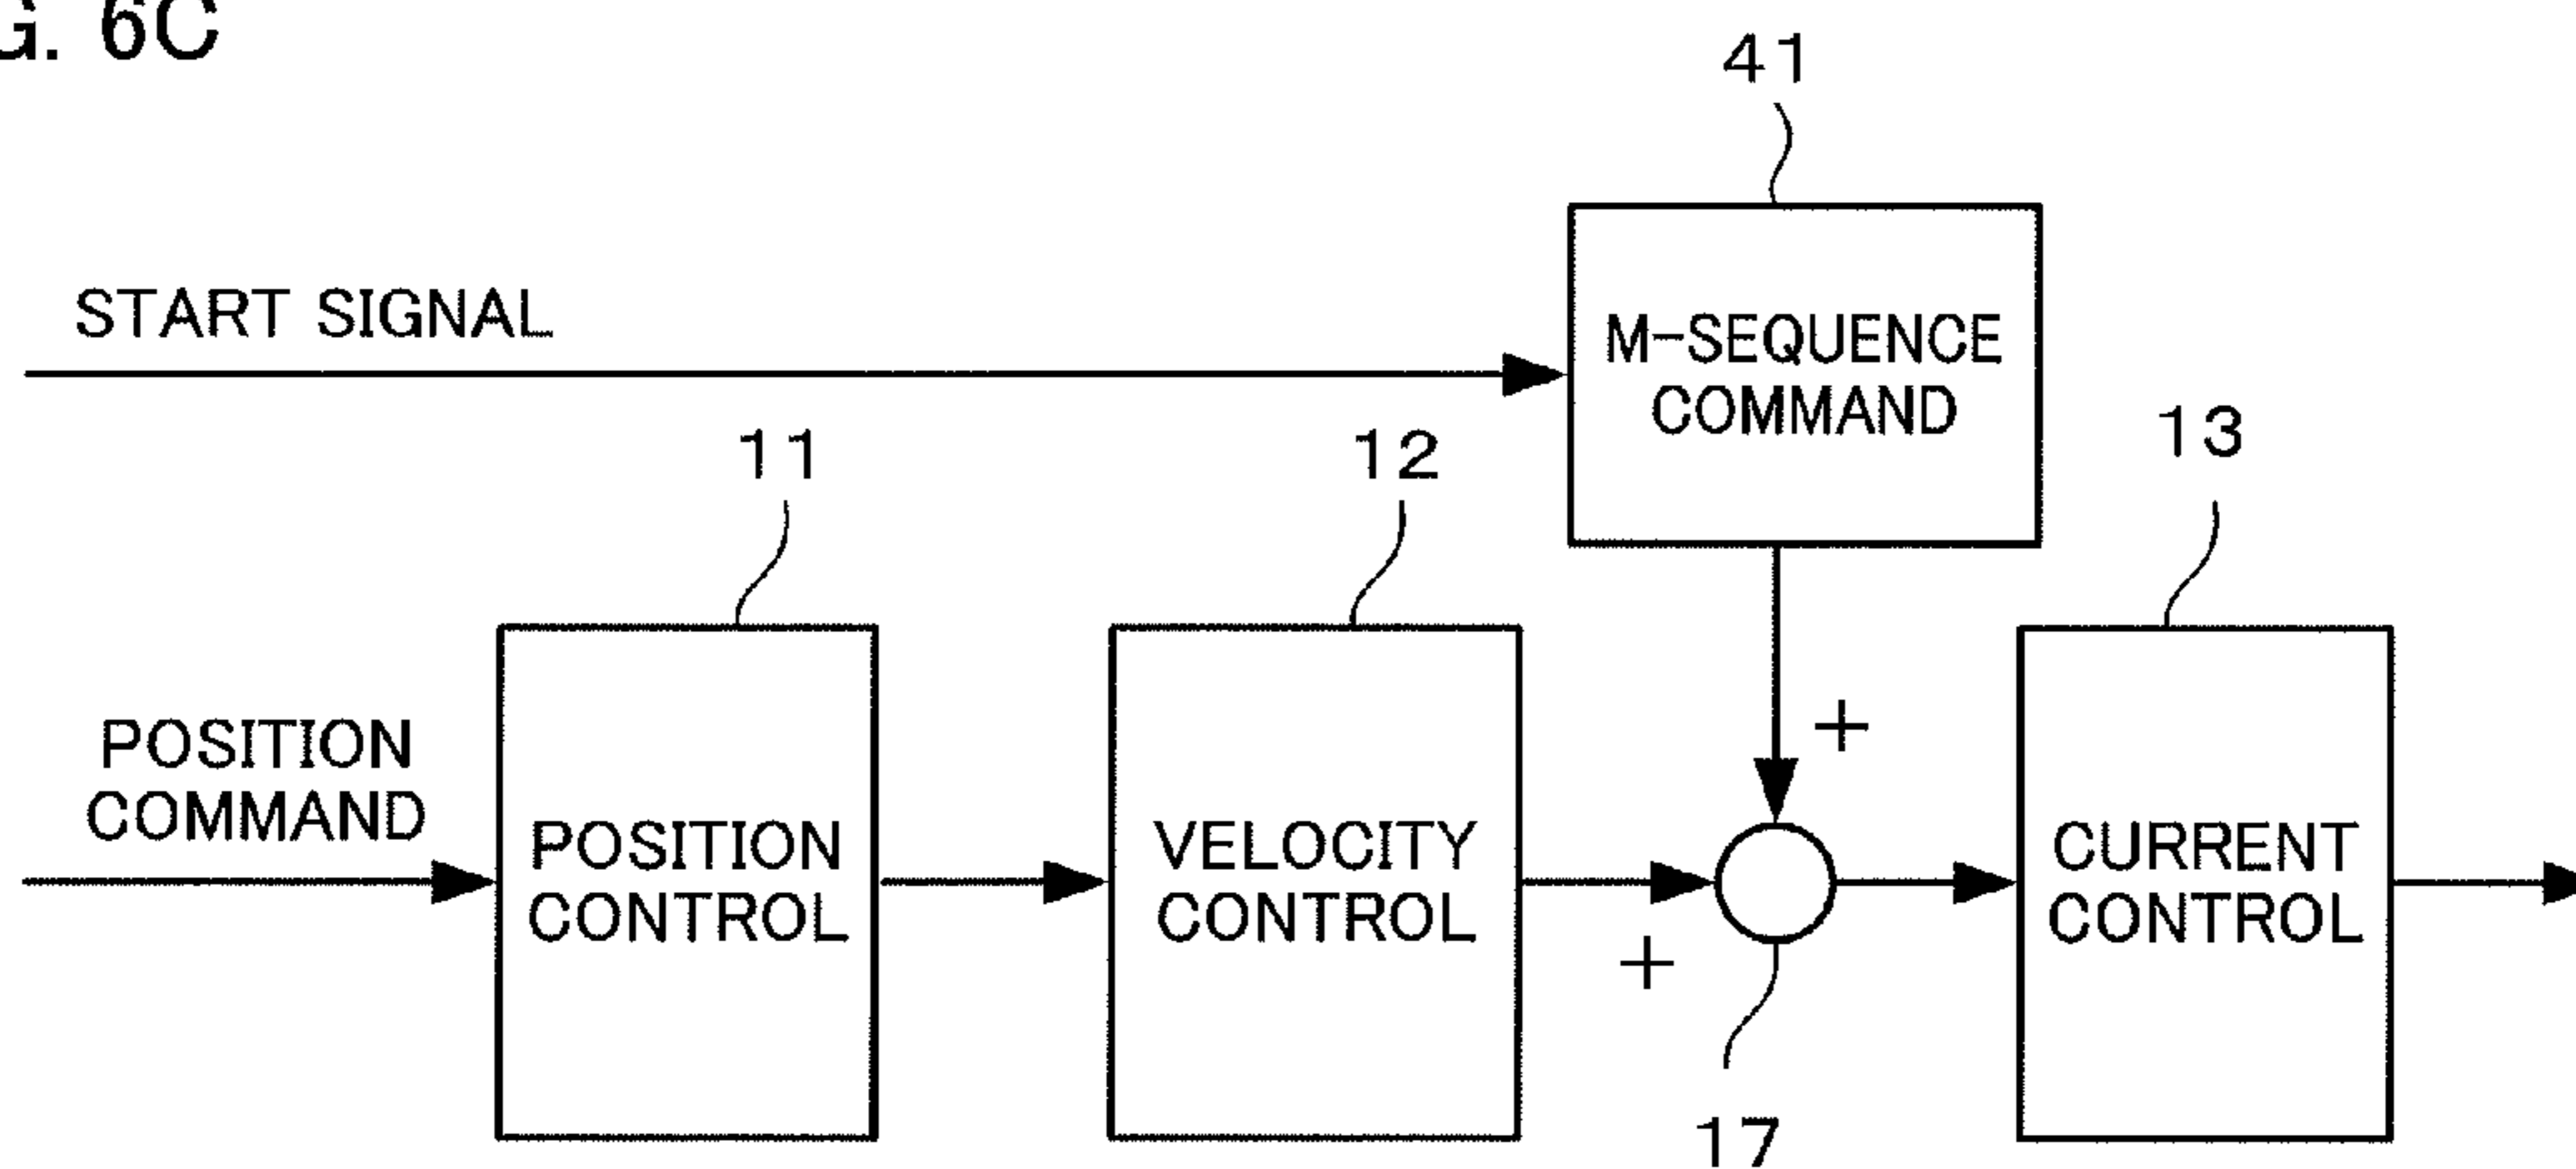 G. 6C
41
START SIGNAL
M-SEQUENCE
COMMAND
11
12
13
POSITION
COMMAND
POSITION
CONTROL
VELOCITY
CONTROL
+
+
CURRENT
CONTROL
17